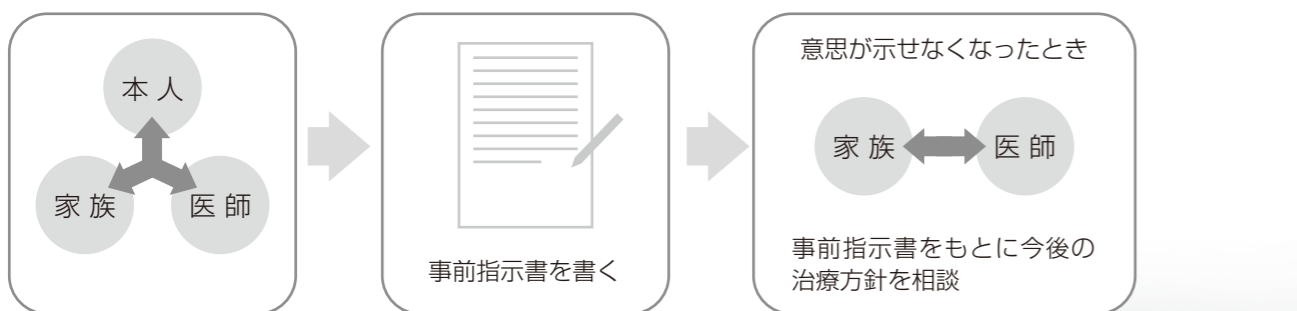 本人
家族
医師
事前指示書を書く
意思が示せなくなったとき
家族
医師
事前指示書をもとに今後の
治療方針を相談